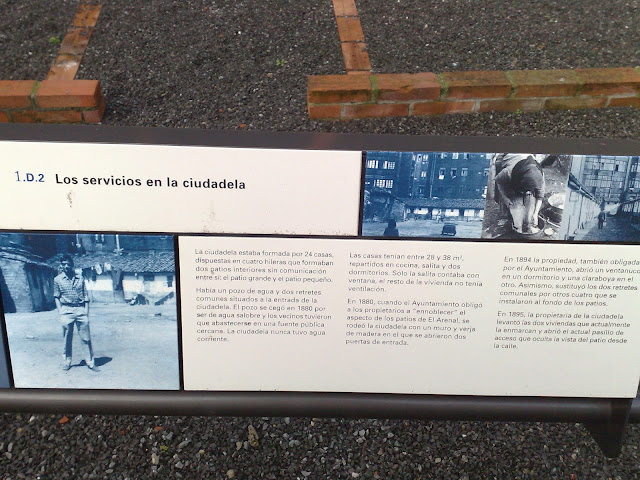 1.D.2 Los servicios en la ciudadela
La ciudadela estaba formada por 24 casas,
dispuestas en cuatro hileras que formaban
dos patios interiores sin comunicación
entre sí: el patio grande y el patio pequeño.
Había un pozo de agua y dos retretes
comunes situados a la entrada de la
ciudadela. El pozo se cegó en 1880 por
ser de agua salobre y los vecinos tuvieron
que abastecerse en una fuente pública
cercana. La ciudadela nunca tuvo agua
corriente.
Las casas tenían entre 28 y 38 m²,
repartidos en cocina, salita y dos
dormitorios. Solo la salita contaba con
ventana; el resto de la vivienda no tenía
ventilación.
En 1880, cuando el Ayuntamiento obligó
a los propietarios a "ennoblecer" el
aspecto de los patios de El Arenal, se
rodeó la ciudadela con un muro y verja
de madera en el que se abrieron dos
puertas de entrada.
En 1894 la propiedad, también obligada
por el Ayuntamiento, abrió un ventanuco
en un dormitorio y una claraboya en el
otro. Asimismo, sustituyó los dos retretes
comunales por otros cuatro que se
instalaron al fondo de los patios.
En 1895, la propietaria de la ciudadela
levantó las dos viviendas que actualmente
la enmarcan y abrió el actual pasillo de
acceso que oculta la vista del patio desde
la calle.